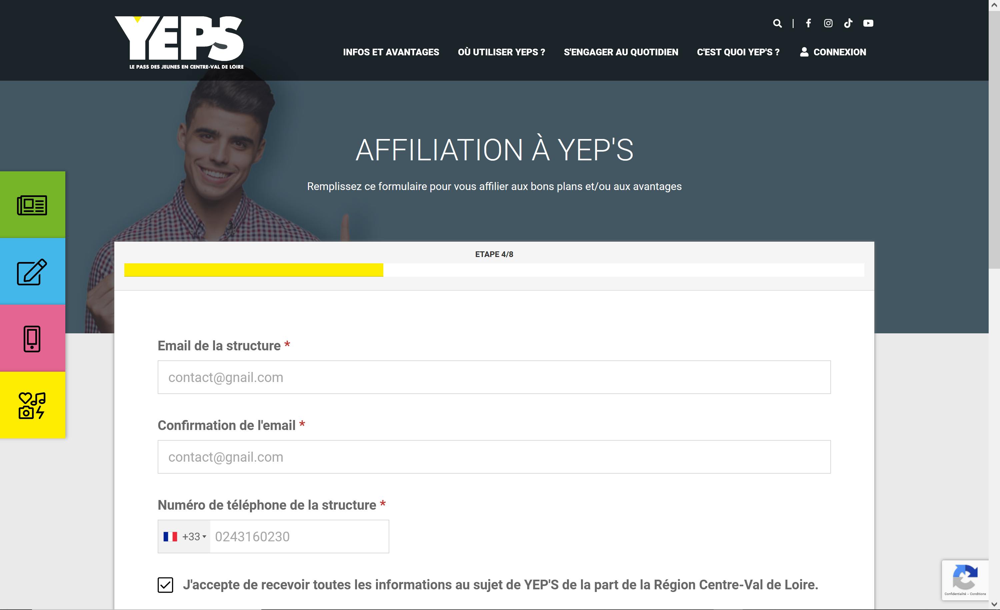 YEPS
LE PASS DES JEUNES EN CENTRE-VAL DE LOIRE
INFOS ET AVANTAGES
OÙ UTILISER YEPS ?
S'ENGAGER AU QUOTIDIEN
C'EST QUOI YEP'S ?
CONNEXION
AFFILIATION À YEP'S
Remplissez ce formulaire pour vous affilier aux bons plans et/ou aux avantages
ETAPE 4/8
Email de la structure *
contact@gnail.com
Confirmation de l'email *
contact@gnail.com
Numéro de téléphone de la structure *
+33 0243160230
J'accepte de recevoir toutes les informations au sujet de YEP'S de la part de la Région Centre-Val de Loire.
Confidentialité - Conditions